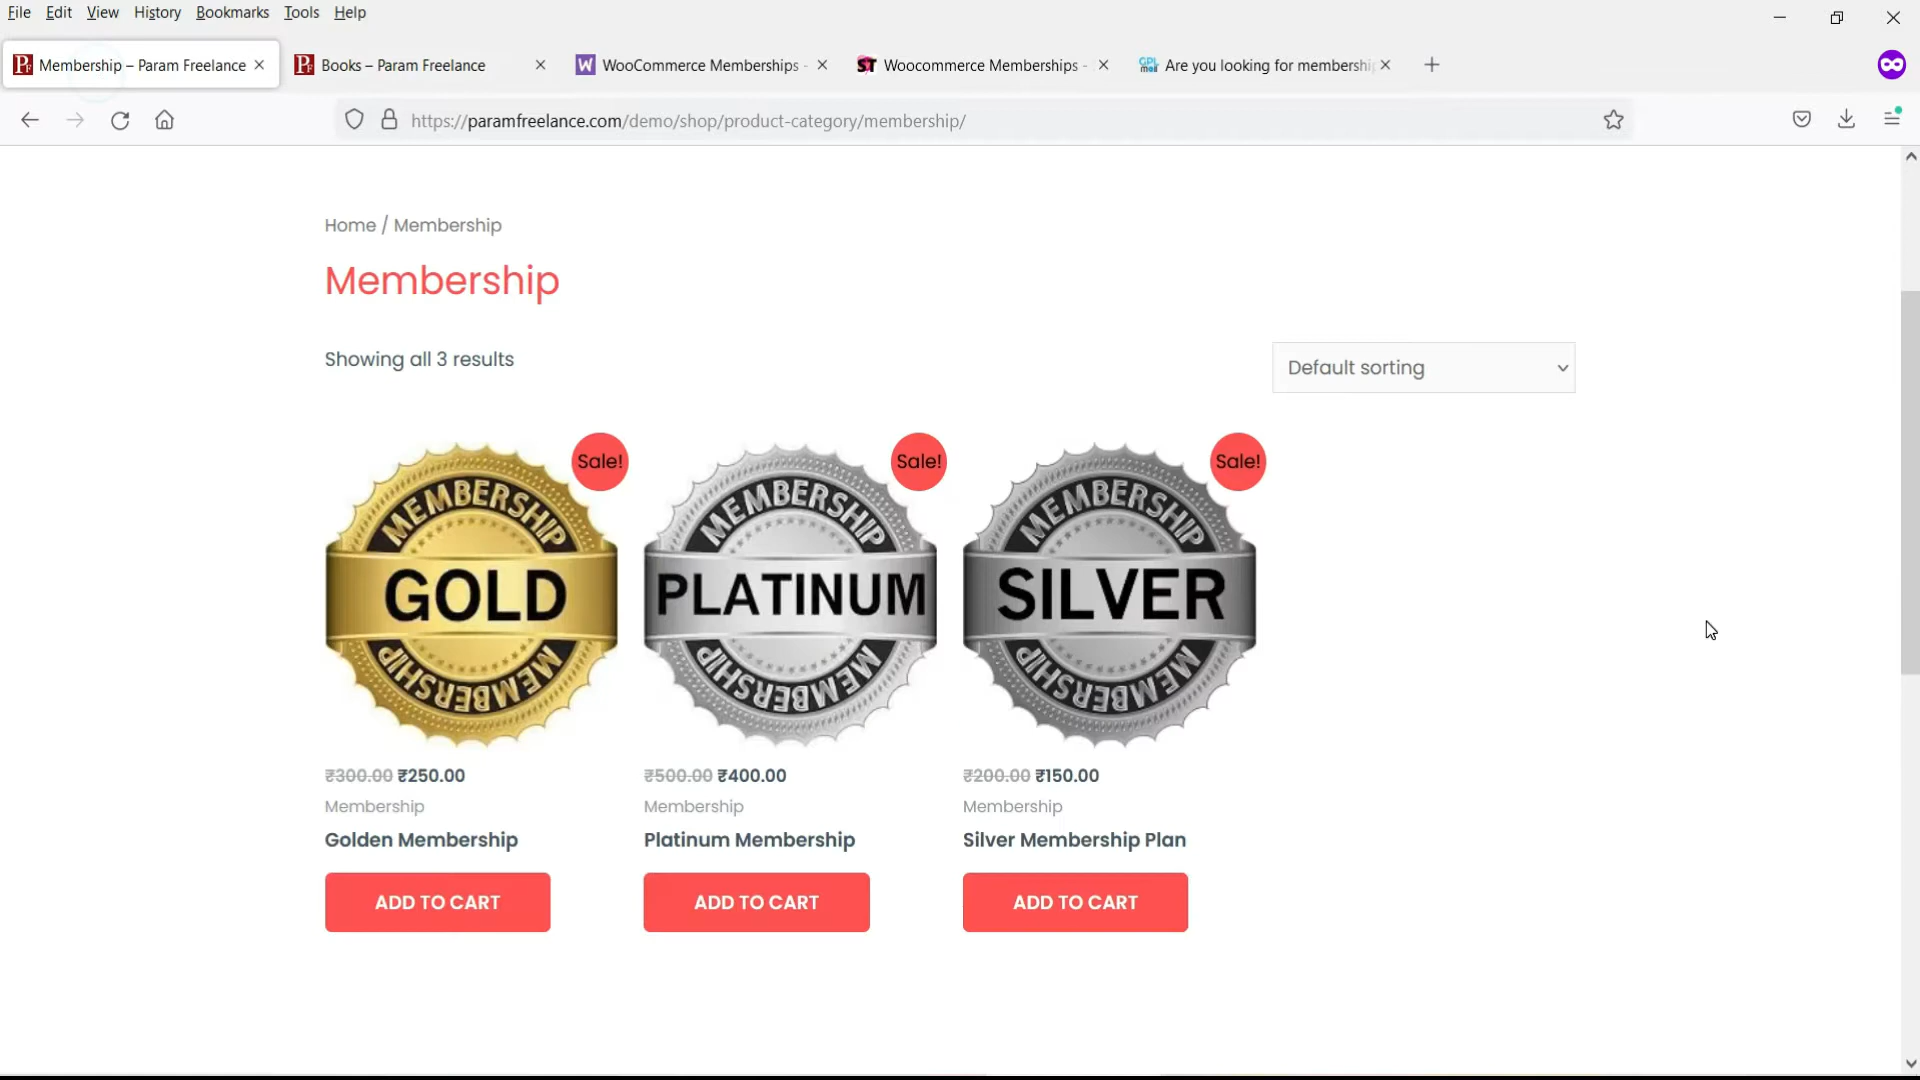 File Edit View History Bookmarks Tools Help
Membership – Param Freelance
Books – Param Freelance
WooCommerce Memberships -
Woocommerce Memberships -
Are you looking for membershi
https://paramfreelance.com/demo/shop/product-category/membership/
Home / Membership
Membership
Showing all 3 results
Default sorting
Sale!
MEMBERSHIP
GOLD
MEMBERSHIP
Sale!
MEMBERSHIP
PLATINUM
MEMBERSHIP
Sale!
MEMBERSHIP
SILVER
MEMBERSHIP
₹300.00 ₹250.00
Membership
Golden Membership
ADD TO CART
₹500.00 ₹400.00
Membership
Platinum Membership
ADD TO CART
₹200.00 ₹150.00
Membership
Silver Membership Plan
ADD TO CART